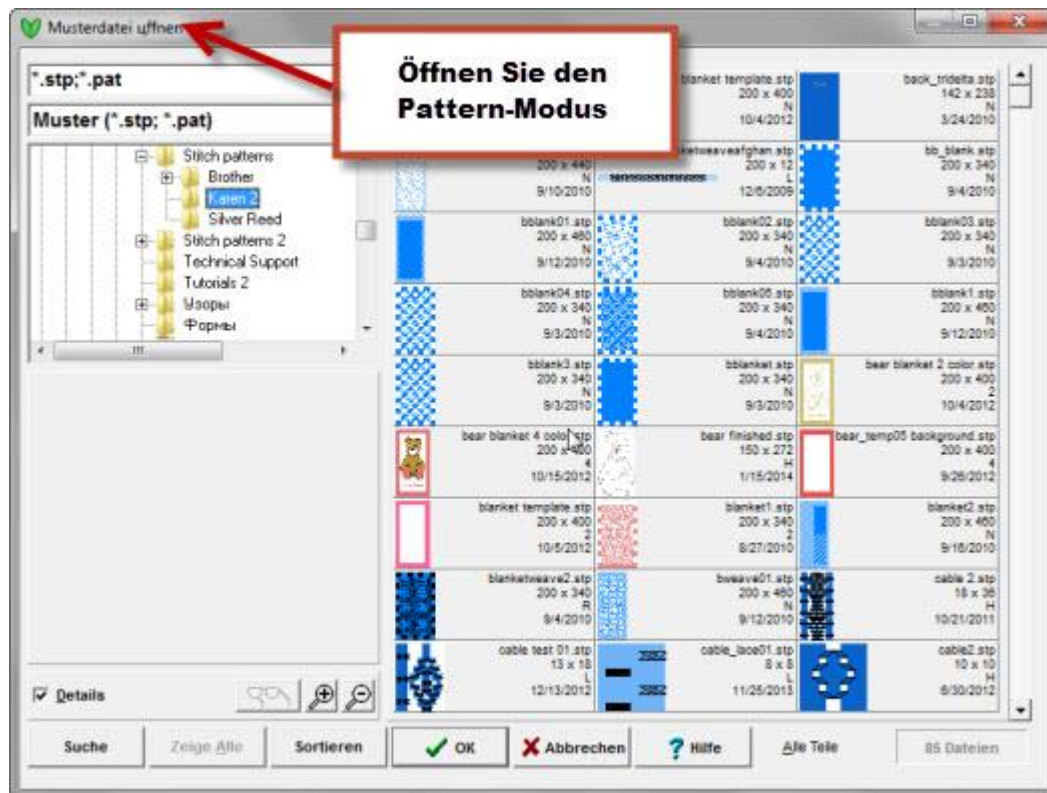 Musterdatei цffnen
Öffnen Sie den
Pattern-Modus
*.stp;*.pat
Muster (*.stp; *.pat)
Stitch patterns
Brother
Karen 2
Silver Reed
Stitch patterns 2
Technical Support
Tutorials 2
Узоры
Формы
blanket template.stp
200 x 400
N
10/4/2012
back_tridelta.stp
142 x 238
N
3/24/2010
200 x 440
N
9/10/2010
ketweaveafghan.stp
200 x 12
L
12/6/2009
bb_blank.stp
200 x 340
N
9/4/2010
bblank01.stp
200 x 460
N
9/12/2010
bblank02.stp
200 x 340
N
9/4/2010
bblank03.stp
200 x 340
N
9/3/2010
bblank04.stp
200 x 340
N
9/3/2010
bblank05.stp
200 x 340
N
9/4/2010
bblank1.stp
200 x 460
N
9/12/2010
bblank3.stp
200 x 340
N
9/3/2010
bblanket.stp
200 x 340
N
9/3/2010
bear blanket 2 color.stp
200 x 400
2
10/4/2012
bear blanket 4 color.stp
200 x 400
4
10/15/2012
bear finished.stp
150 x 272
H
1/15/2014
bear_temp05 background.stp
200 x 400
4
9/26/2012
blanket template.stp
200 x 400
2
10/5/2012
blanket1.stp
200 x 340
2
8/27/2010
blanket2.stp
200 x 460
N
9/16/2010
blanketweave2.stp
200 x 340
R
9/4/2010
bweave01.stp
200 x 460
N
9/12/2010
cable 2.stp
18 x 36
H
10/21/2011
cable test 01.stp
13 x 18
L
12/13/2012
cable_lace01.stp
8 x 8
L
11/25/2013
cable2.stp
10 x 10
H
6/30/2012
Details
Suche
Zeige Alle
Sortieren
OK
Abbrechen
Hilfe
Alle Teile
85 Dateien